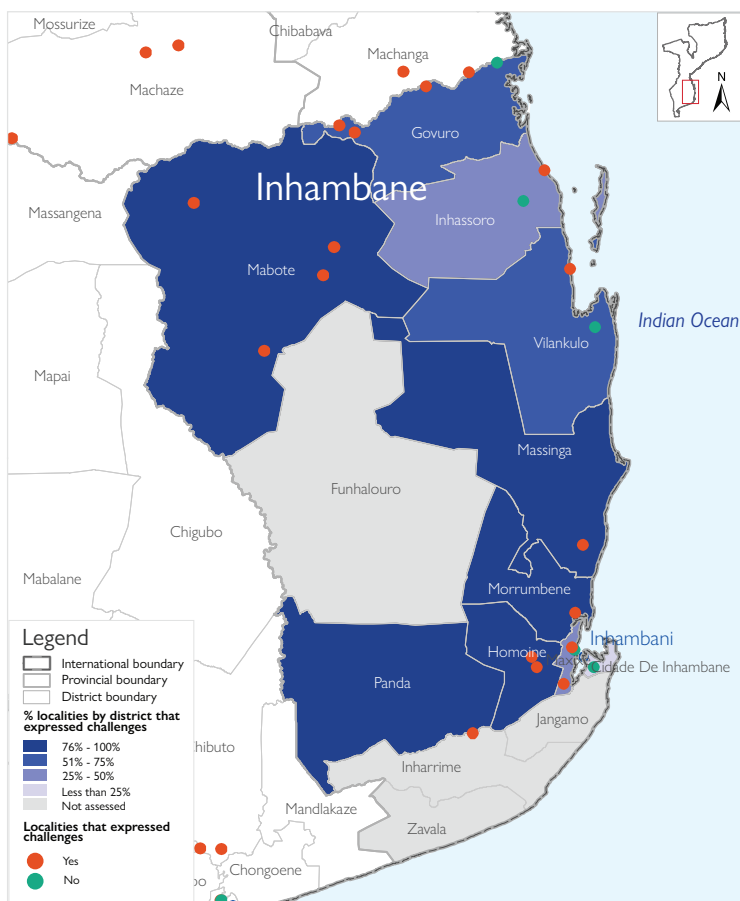 Mossurize
Chibabava
Machanga
Machaze
N
Govuro
Massangena
Inhambane
Inhassoro
Mabote
Indian Ocean
Vilankulo
Mapai
Massinga
Funhalouro
Chigubo
Mabalane
Morrumbene
Inhambani
Homoine
Cidade De Inhambane
Panda
Jangamo
Inharrime
Mandlakaze
Zavala
Chongoene
Legend
International boundary
Provincial boundary
District boundary
% localities by district that
expressed challenges
76% - 100%
51% - 75%
25% - 50%
Less than 25%
Not assessed
Localities that expressed
challenges
Yes
No